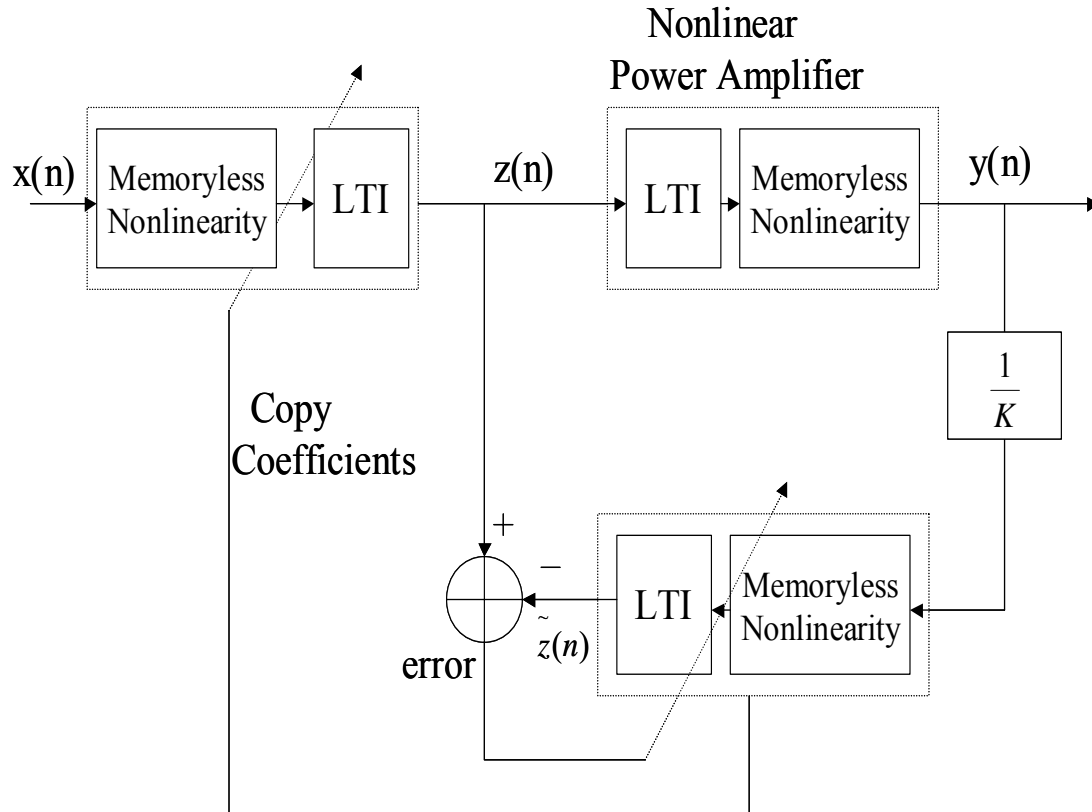 Nonlinear
Power Amplifier
x(n)
Memoryless
Nonlinearity
LTI
z(n)
LTI
Memoryless
Nonlinearity
y(n)
1
K
Copy
Coefficients
+
−
z̃(n)
error
LTI
Memoryless
Nonlinearity